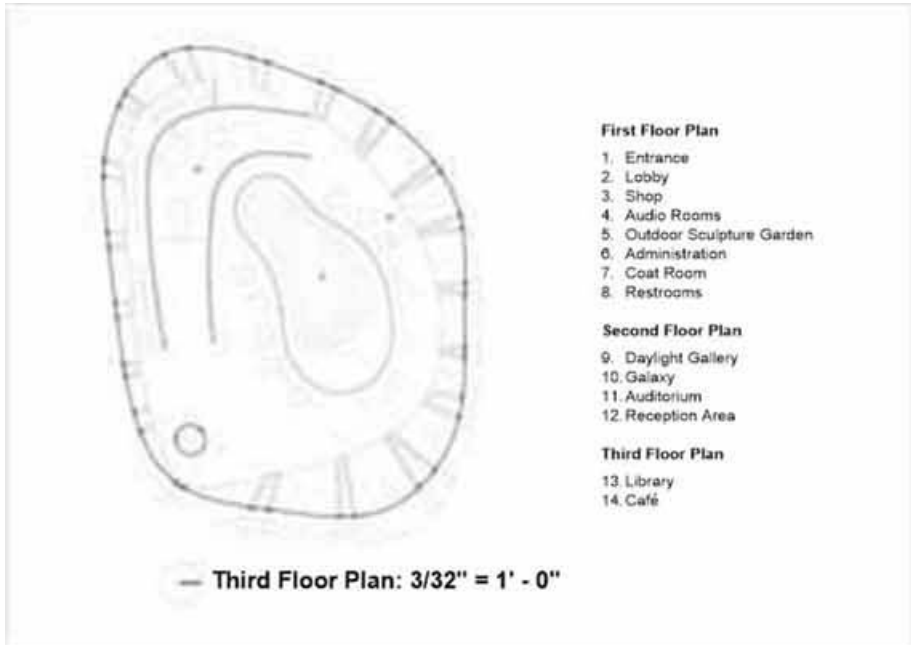 First Floor Plan
1. Entrance
2. Lobby
3. Shop
4. Audio Rooms
5. Outdoor Sculpture Garden
6. Administration
7. Coat Room
8. Restrooms
Second Floor Plan
9. Daylight Gallery
10. Galaxy
11. Auditorium
12. Reception Area
Third Floor Plan
13. Library
14. Café
Third Floor Plan: 3/32" = 1' - 0"